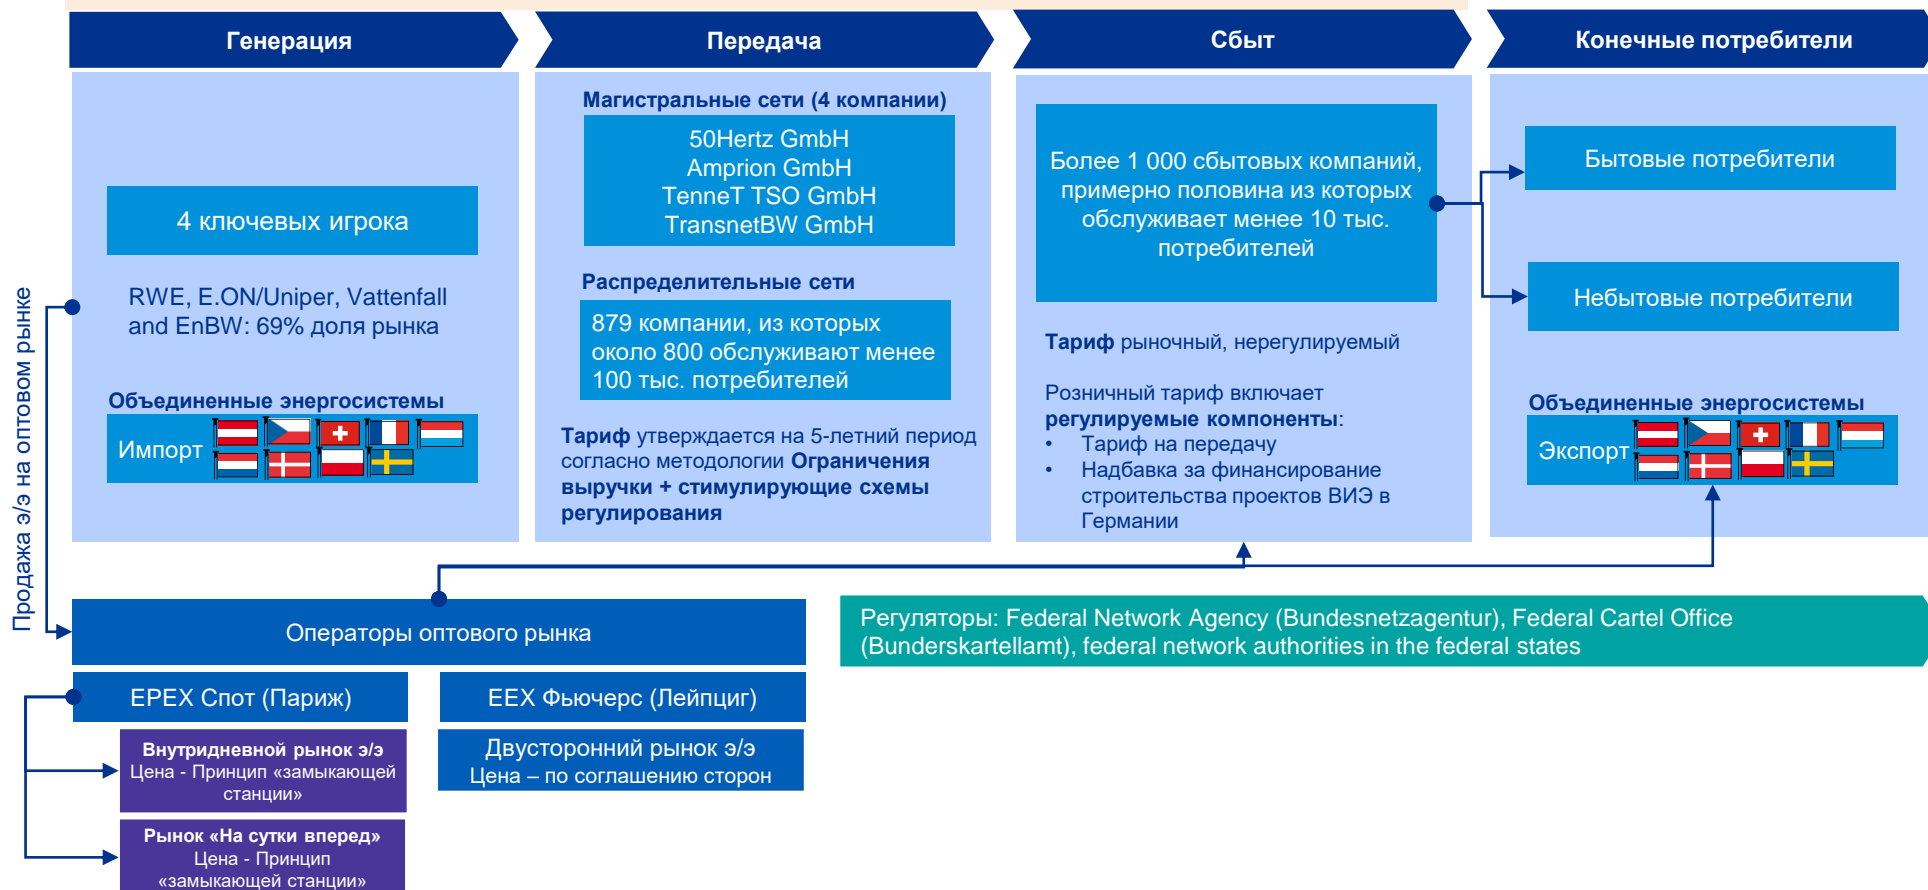 Генерация
Передача
Сбыт
Конечные потребители
Продажа э/э на оптовом рынке
4 ключевых игрока
RWE, E.ON/Uniper, Vattenfall
and EnBW: 69% доля рынка
Объединенные энергосистемы
Импорт
Магистральные сети (4 компании)
50Hertz GmbH
Amprion GmbH
TenneT TSO GmbH
TransnetBW GmbH
Распределительные сети
879 компании, из которых
около 800 обслуживают менее
100 тыс. потребителей
Тариф утверждается на 5-летний период
согласно методологии Ограничения
выручки + стимулирующие схемы
регулирования
Более 1 000 сбытовых компаний,
примерно половина из которых
обслуживает менее 10 тыс.
потребителей
Тариф рыночный, нерегулируемый
Розничный тариф включает
регулируемые компоненты:
• Тариф на передачу
• Надбавка за финансирование
строительства проектов ВИЭ в
Германии
Бытовые потребители
Небытовые потребители
Объединенные энергосистемы
Экспорт
Операторы оптового рынка
EPEX Спот (Париж)
EEX Фьючерс (Лейпциг)
Внутридневной рынок э/э
Цена - Принцип «замыкающей
станции»
Рынок «На сутки вперед»
Цена - Принцип
«замыкающей станции»
Двусторонний рынок э/э
Цена – по соглашению сторон
Регуляторы: Federal Network Agency (Bundesnetzagentur), Federal Cartel Office
(Bunderskartellamt), federal network authorities in the federal states